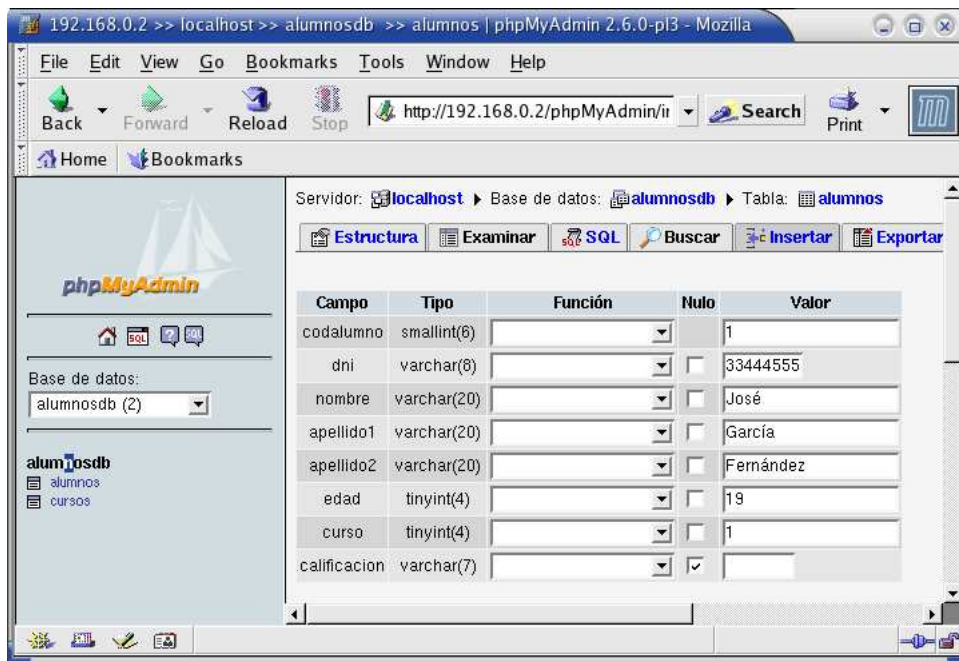 192.168.0.2 >> localhost >> alumnosdb >> alumnos | phpMyAdmin 2.6.0-pl3 - Mozilla
File Edit View Go Bookmarks Tools Window Help
Back Forward Reload Stop http://192.168.0.2/phpMyAdmin/ir Search Print
Home Bookmarks
phpMyAdmin
SQL
Base de datos:
alumnosdb (2)
alumnosdb
alumnos
cursos
Servidor: localhost Base de datos: alumnosdb Tabla: alumnos
Estructura Examinar SQL Buscar Insertar Exportar
Campo Tipo Función Nulo Valor
codalumno smallint(6) 1
dni varchar(8) 33444555
nombre varchar(20) José
apellido1 varchar(20) García
apellido2 varchar(20) Fernández
edad tinyint(4) 19
curso tinyint(4) 1
calificacion varchar(7)